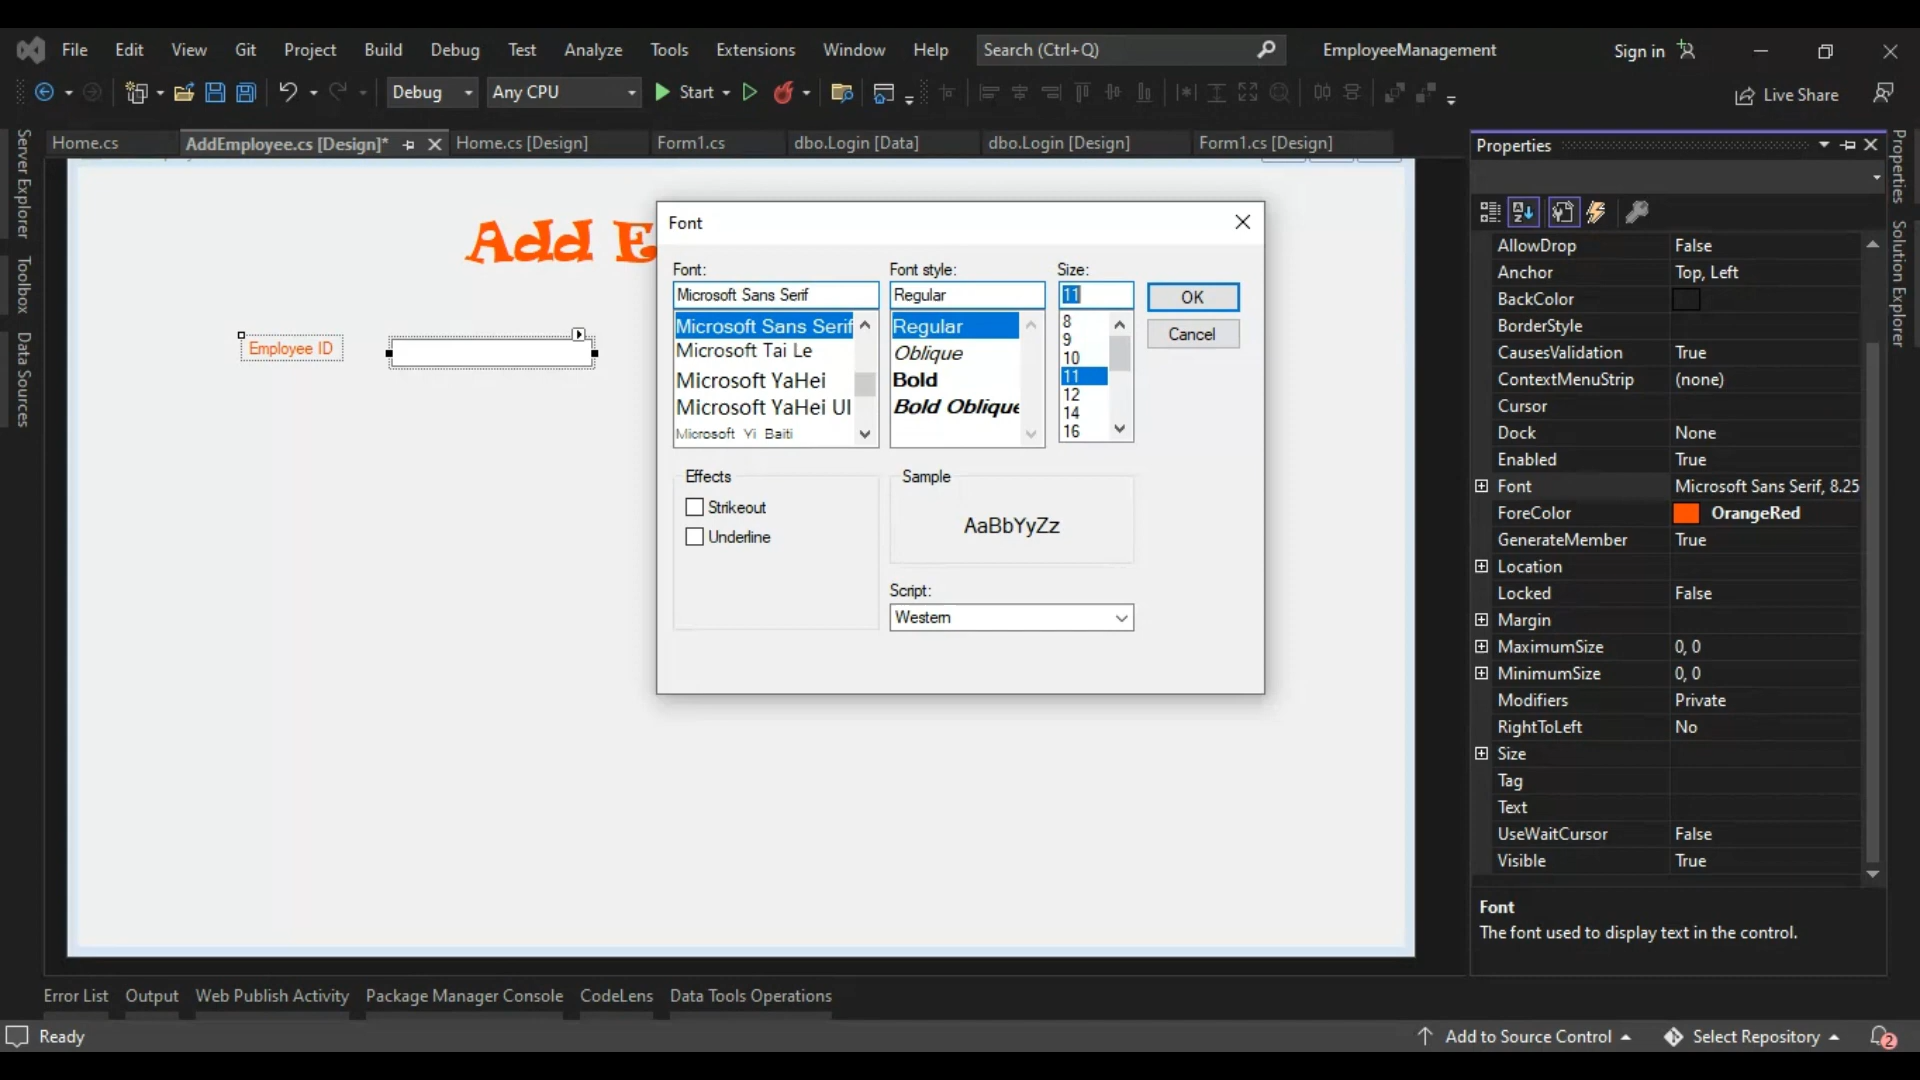 File Edit View Git Project Build Debug Test Analyze Tools Extensions Window Help Search (Ctrl+Q) EmployeeManagement Sign in
Debug Any CPU Start Live Share
Home.cs AddEmployee.cs [Design]* Home.cs [Design] Form1.cs dbo.Login [Data] dbo.Login [Design] Form1.cs [Design]
Server Explorer
Toolbox
Data Sources
Add E
Employee ID
Font
Font:
Font style:
Size:
Microsoft Sans Serif
Regular
11
OK
Cancel
Microsoft Sans Serif
Microsoft Tai Le
Microsoft YaHei
Microsoft YaHei UI
Microsoft Yi Baiti
Regular
Oblique
Bold
Bold Oblique
8
9
10
11
12
14
16
Effects
Strikeout
Underline
Sample
AaBbYyZz
Script:
Western
Properties
AllowDrop False
Anchor Top, Left
BackColor
BorderStyle
CausesValidation True
ContextMenuStrip (none)
Cursor
Dock None
Enabled True
Font Microsoft Sans Serif, 8.25
ForeColor OrangeRed
GenerateMember True
Location
Locked False
Margin
MaximumSize 0, 0
MinimumSize 0, 0
Modifiers Private
RightToLeft No
Size
Tag
Text
UseWaitCursor False
Visible True
Font
The font used to display text in the control.
Properties
Solution Explorer
Error List Output Web Publish Activity Package Manager Console CodeLens Data Tools Operations
Ready Add to Source Control Select Repository 2